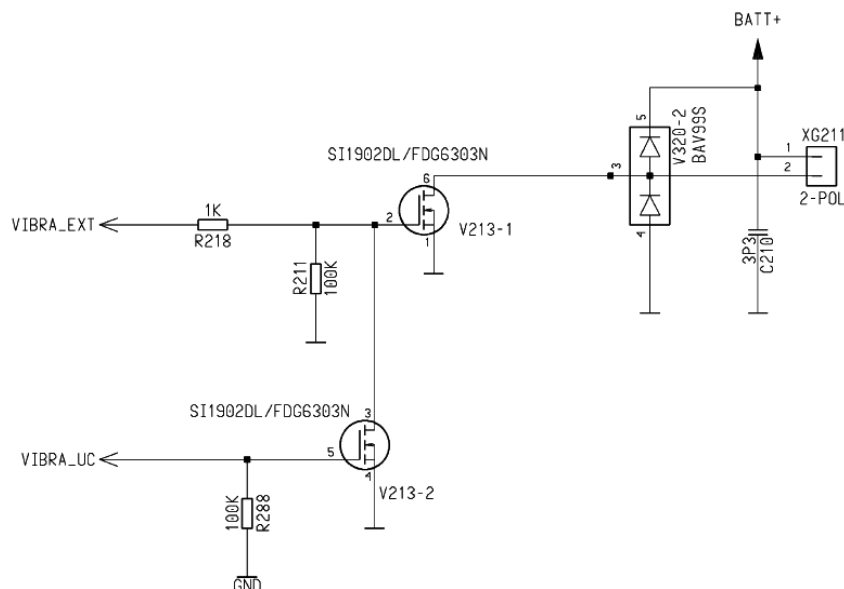 BATT+
5
V320-2
BAV99S
XG211
1
2
2-POL
SI1902DL/FDG6303N
3
6
1K
VIBRA_EXT
2
R218
1
V213-1
4
3P3
C210
R211
100K
SI1902DL/FDG6303N
3
VIBRA_UC
5
4
V213-2
100K
R288
GND